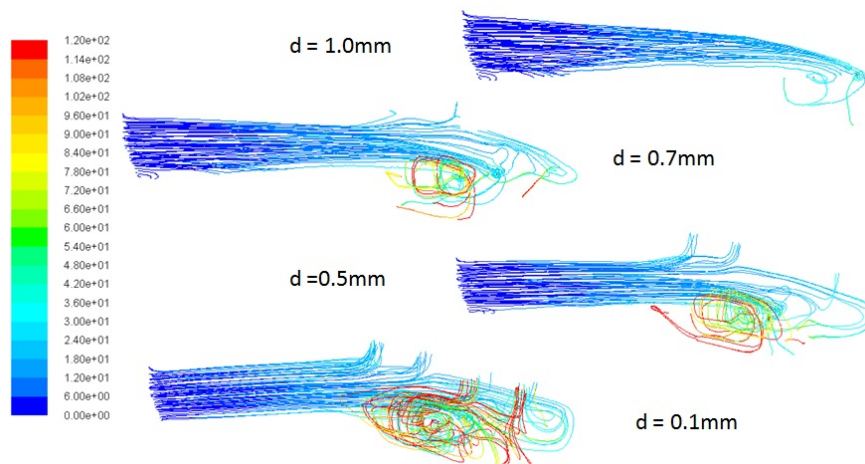 1.20e+02
1.14e+02
1.08e+02
1.02e+02
9.60e+01
9.00e+01
8.40e+01
7.80e+01
7.20e+01
6.60e+01
6.00e+01
5.40e+01
4.80e+01
4.20e+01
3.60e+01
3.00e+01
2.40e+01
1.80e+01
1.20e+01
6.00e+00
0.00e+00
d = 1.0mm
d = 0.7mm
d =0.5mm
d = 0.1mm